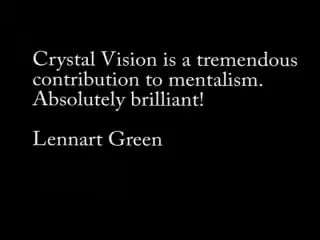 Crystal Vision is a tremendous
contribution to mentalism.
Absolutely brilliant!
Lennart Green